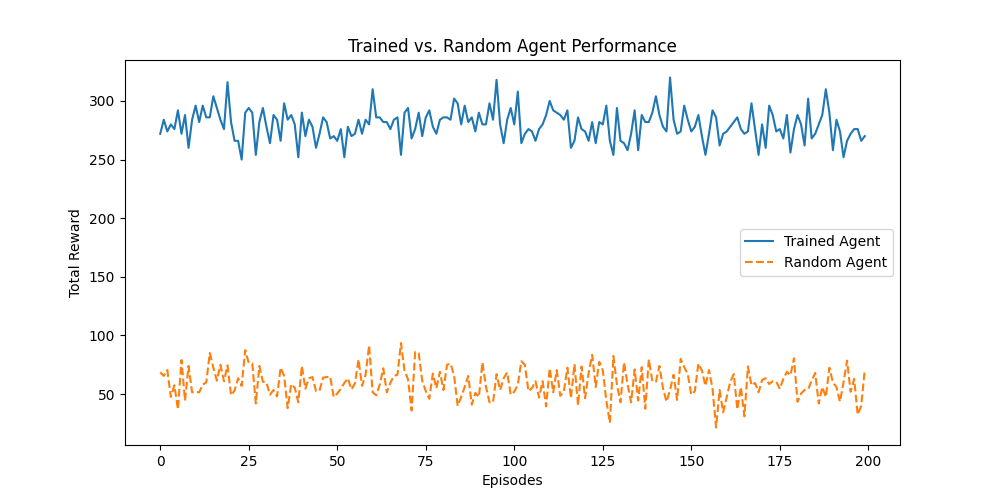 Trained vs. Random Agent Performance
Total Reward
300
250
200
150
100
50
Trained Agent
Random Agent
0 25 50 75 100 125 150 175 200
Episodes